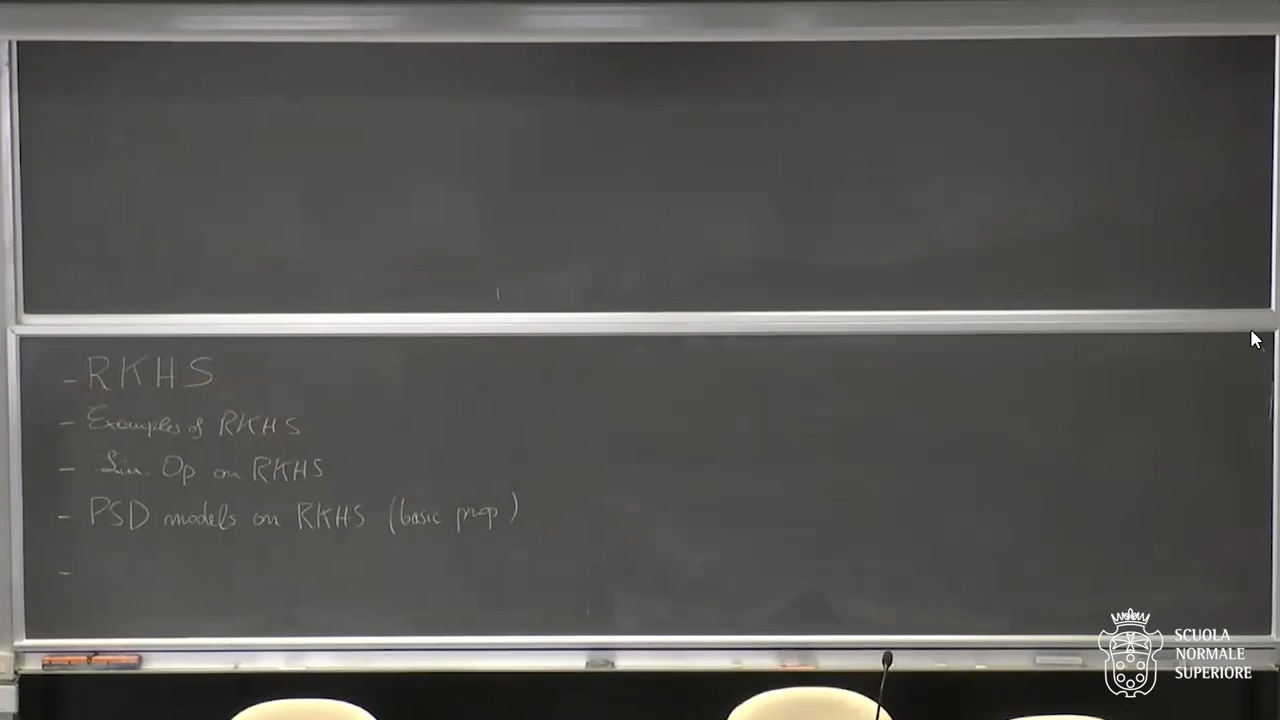 - RKHS
- Examples of RKHS
- Lin. Op on RKHS
- PSD models on RKHS (basic prop)
-
SCUOLA
NORMALE
SUPERIORE